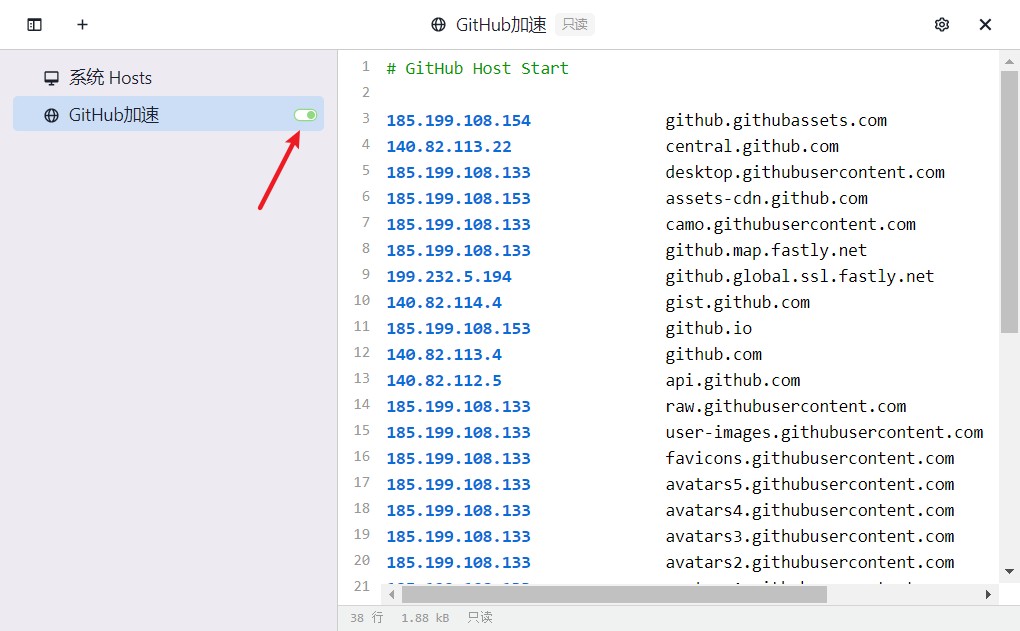 GitHub加速 只读
系统 Hosts
GitHub加速
1 # GitHub Host Start
2
3 185.199.108.154 github.githubassets.com
4 140.82.113.22 central.github.com
5 185.199.108.133 desktop.githubusercontent.com
6 185.199.108.153 assets-cdn.github.com
7 185.199.108.133 camo.githubusercontent.com
8 185.199.108.133 github.map.fastly.net
9 199.232.5.194 github.global.ssl.fastly.net
10 140.82.114.4 gist.github.com
11 185.199.108.153 github.io
12 140.82.113.4 github.com
13 140.82.112.5 api.github.com
14 185.199.108.133 raw.githubusercontent.com
15 185.199.108.133 user-images.githubusercontent.com
16 185.199.108.133 favicons.githubusercontent.com
17 185.199.108.133 avatars5.githubusercontent.com
18 185.199.108.133 avatars4.githubusercontent.com
19 185.199.108.133 avatars3.githubusercontent.com
20 185.199.108.133 avatars2.githubusercontent.com
21
38 行 1.88 kB 只读